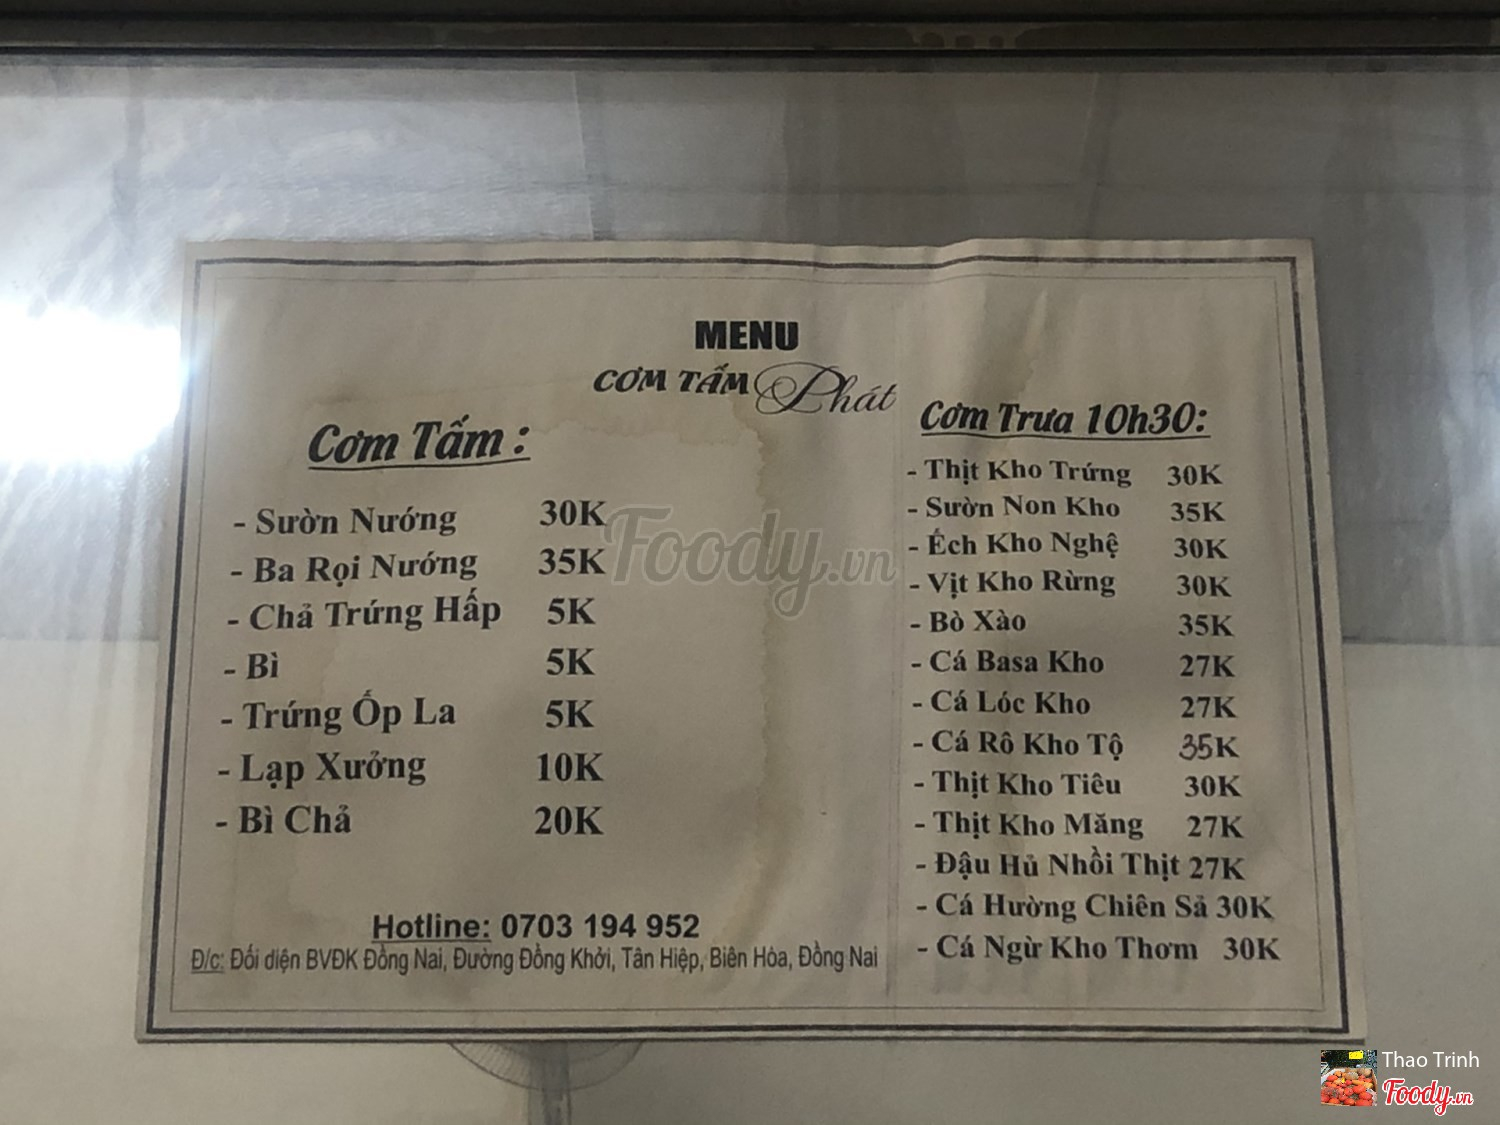 MENU
CƠM TẤM Phát
Cơm Tấm :
- Sườn Nướng 30K
- Ba Rọi Nướng 35K
- Chả Trứng Hấp 5K
- Bì 5K
- Trứng Ốp La 5K
- Lạp Xưởng 10K
- Bì Chả 20K
Hotline: 0703 194 952
Đ/c: Đối diện BVĐK Đồng Nai, Đường Đồng Khởi, Tân Hiệp, Biên Hòa, Đồng Nai
Cơm Trưa 10h30:
- Thịt Kho Trứng 30K
- Sườn Non Kho 35K
- Ếch Kho Nghệ 30K
- Vịt Kho Rừng 30K
- Bò Xào 35K
- Cá Basa Kho 27K
- Cá Lóc Kho 27K
- Cá Rô Kho Tộ 35K
- Thịt Kho Tiêu 30K
- Thịt Kho Măng 27K
- Đậu Hủ Nhồi Thịt 27K
- Cá Hường Chiên Sả 30K
- Cá Ngừ Kho Thơm 30K
Foody.vn
Thao Trinh
Foody.vn